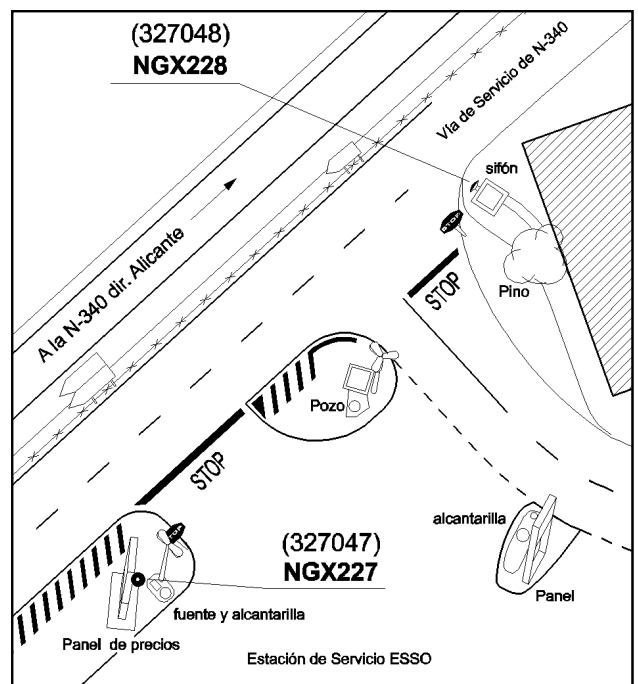 (327048)
NGX228
Vía de Servicio de N-340
sifón
STOP
A la N-340 dir. Alicante
STOP
Pino
Pozo
STOP
alcantarilla
(327047)
NGX227
Panel
fuente y alcantarilla
Panel de precios
Estación de Servicio ESSO